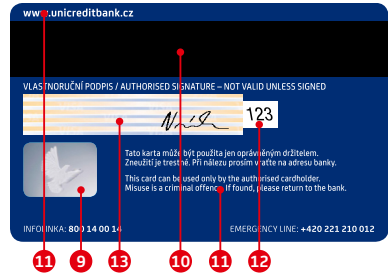 www.unicreditbank.cz
VLASTNORUČNÍ PODPIS / AUTHORISED SIGNATURE – NOT VALID UNLESS SIGNED
123
Tato karta může být použita jen oprávněným držitelem.
Zneužití je trestné. Při nálezu prosím vraťte na adresu banky.
This card can be used only by the authorised cardholder.
Misuse is a criminal offence. If found, please return to the bank.
INFOLINKA: 800 14 00 14 EMERGENCY LINE: +420 221 210 012
11 9 13 10 11 12